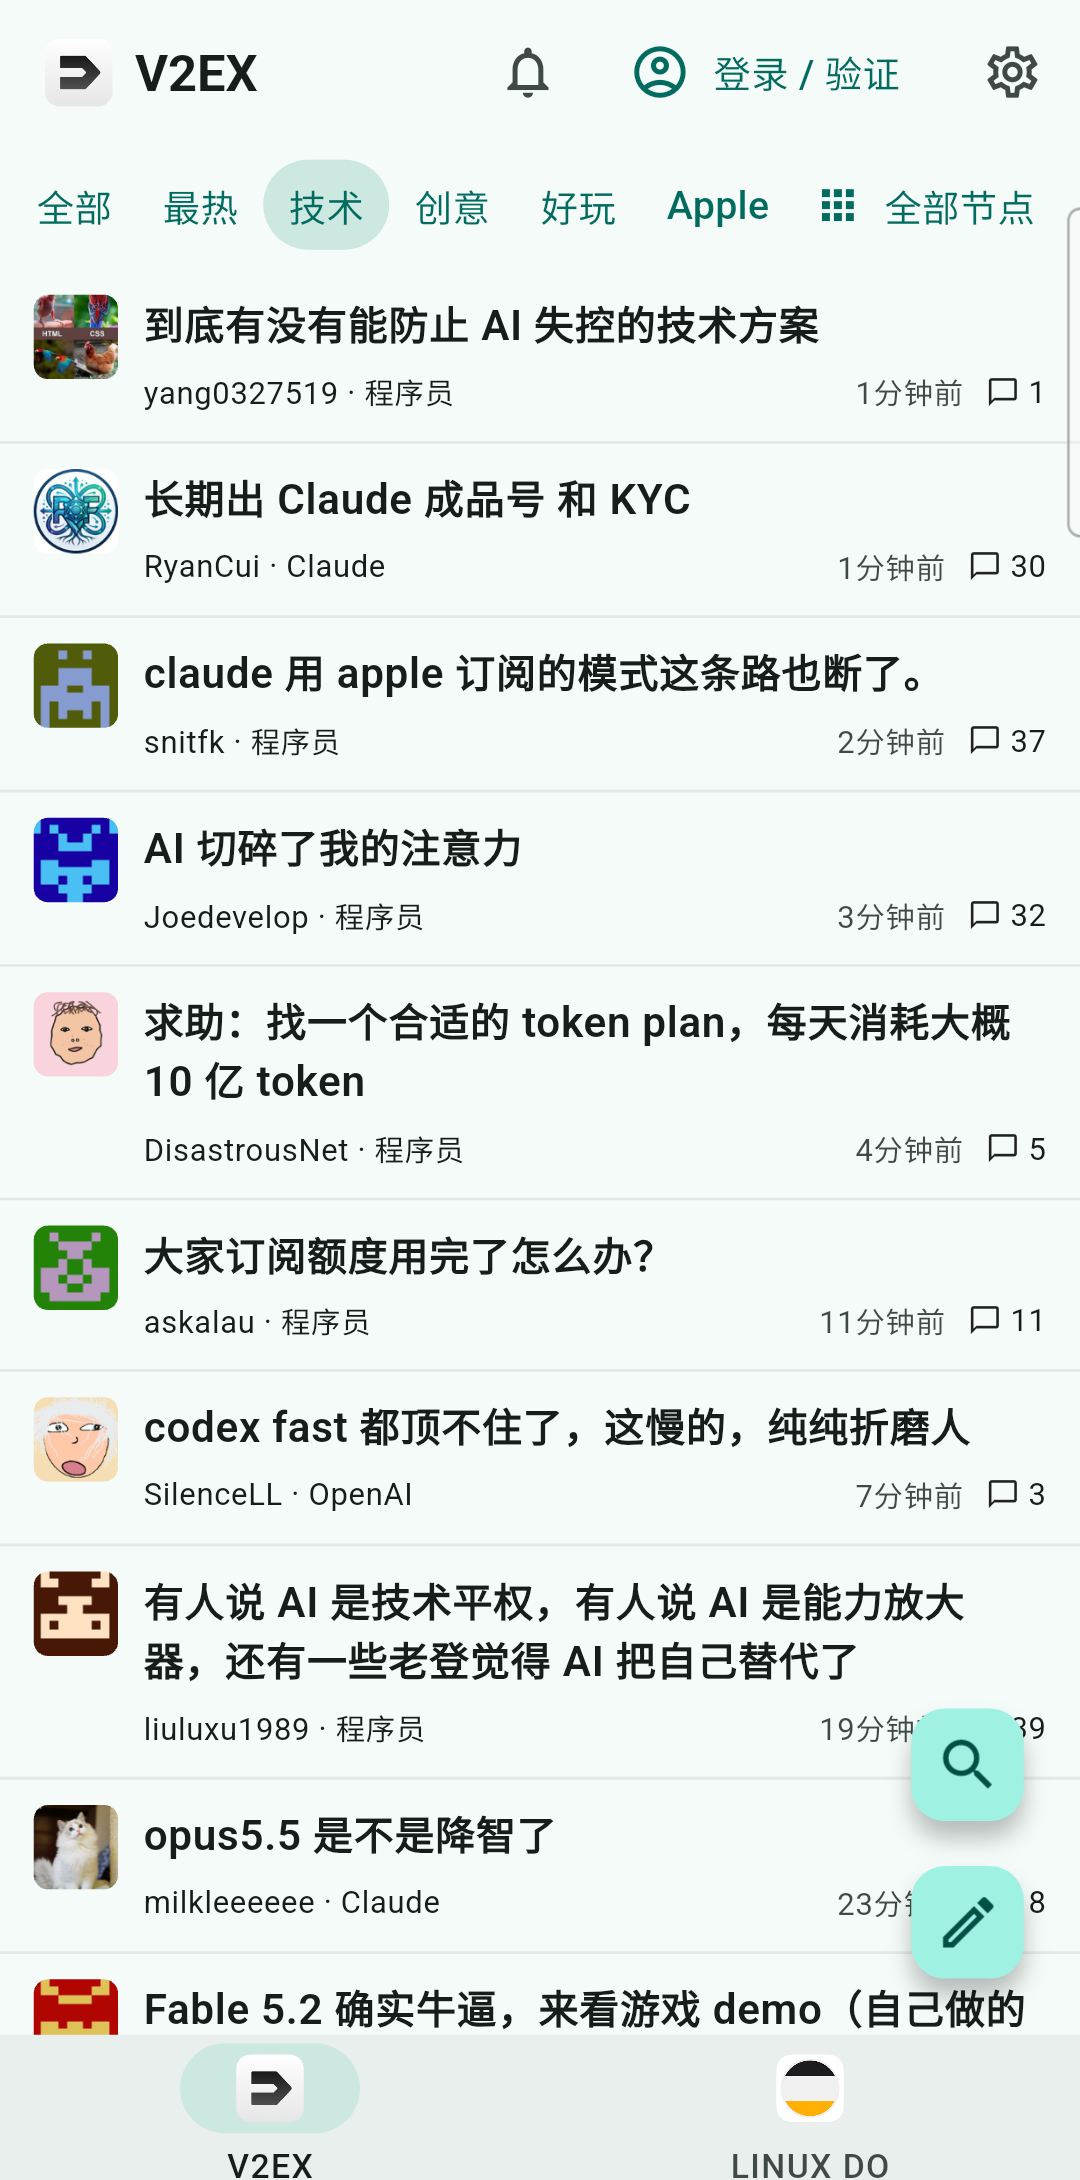 V2EX
登录 / 验证
全部 最热 技术 创意 好玩 Apple 全部节点
HTML CSS
到底有没有能防止 AI 失控的技术方案
yang0327519 · 程序员 1分钟前 1
长期出 Claude 成品号 和 KYC
RyanCui · Claude 1分钟前 30
claude 用 apple 订阅的模式这条路也断了。
snitfk · 程序员 2分钟前 37
AI 切碎了我的注意力
Joedevelop · 程序员 3分钟前 32
求助：找一个合适的 token plan，每天消耗大概
10 亿 token
DisastrousNet · 程序员 4分钟前 5
大家订阅额度用完了怎么办？
askalau · 程序员 11分钟前 11
codex fast 都顶不住了，这慢的，纯纯折磨人
SilenceLL · OpenAI 7分钟前 3
有人说 AI 是技术平权，有人说 AI 是能力放大
器，还有一些老登觉得 AI 把自己替代了
liuluxu1989 · 程序员 19分钟 39
opus5.5 是不是降智了
milkleeeeee · Claude 23分 8
Fable 5.2 确实牛逼，来看游戏 demo（自己做的
V2EX
LINUX DO